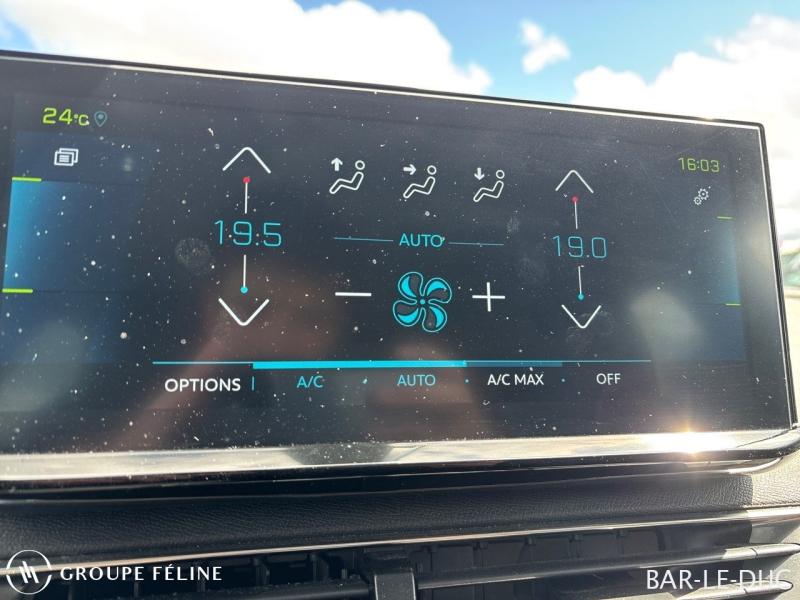 24°C
16:03
19.5
AUTO
19.0
OPTIONS A/C AUTO A/C MAX OFF
GROUPE FÉLINE
BAR-LE-DUC